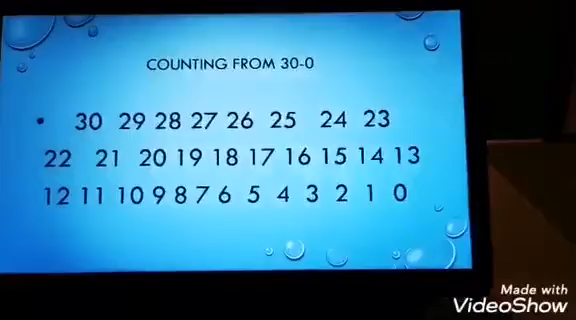 COUNTING FROM 30-0
• 30 29 28 27 26 25 24 23
22 21 20 19 18 17 16 15 14 13
12 11 10 9 8 7 6 5 4 3 2 1 0
Made with
VideoShow